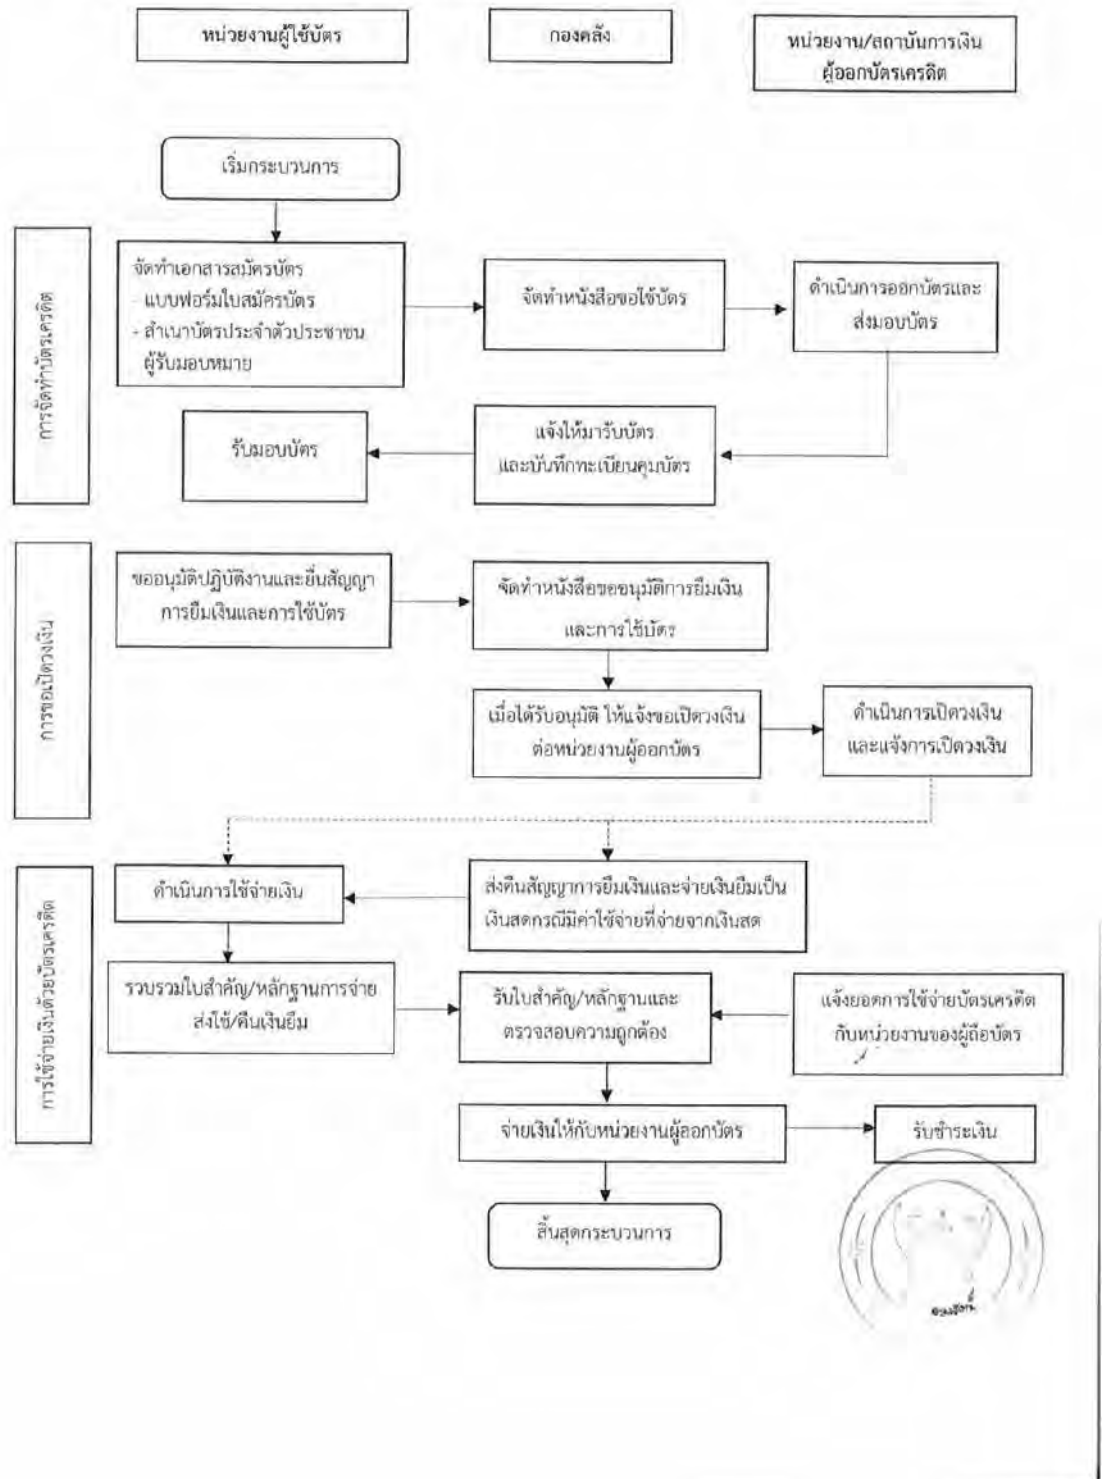 หน่วยงานผู้ใช้บัตร
กองคลัง
หน่วยงาน/สถาบันการเงิน
ผู้ออกบัตรเครดิต
เริ่มกระบวนการ
การจัดทำบัตรเครดิต
จัดทำเอกสารสมัครบัตร
แบบฟอร์มใบสมัครบัตร
- สำเนาบัตรประจำตัวประชาชน
ผู้รับมอบหมาย
จัดทำหนังสือขอใช้บัตร
ดำเนินการออกบัตรและ
ส่งมอบบัตร
รับมอบบัตร
แจ้งให้มารับบัตร
และบันทึกทะเบียนคุมบัตร
การขอเปิดวงเงิน
ขออนุมัติปฏิบัติงานและยื่นสัญญา
การยืมเงินและการใช้บัตร
จัดทำหนังสือขออนุมัติการยืมเงิน
และการใช้บัตร
เมื่อได้รับอนุมัติ ให้แจ้งขอเปิดวงเงิน
ต่อหน่วยงานผู้ออกบัตร
ดำเนินการเปิดวงเงิน
และแจ้งการเปิดวงเงิน
การใช้จ่ายเงินด้วยบัตรเครดิต
ดำเนินการใช้จ่ายเงิน
ส่งคืนสัญญาการยืมเงินและจ่ายเงินยืมเป็น
เงินสดกรณีมีค่าใช้จ่ายที่จ่ายจากเงินสด
รวบรวมใบสำคัญ/หลักฐานการจ่าย
ส่งใช้/คืนเงินยืม
รับใบสำคัญ/หลักฐานและ
ตรวจสอบความถูกต้อง
แจ้งยอดการใช้จ่ายบัตรเครดิต
กับหน่วยงานของผู้ถือบัตร
จ่ายเงินให้กับหน่วยงานผู้ออกบัตร
รับชำระเงิน
สิ้นสุดกระบวนการ